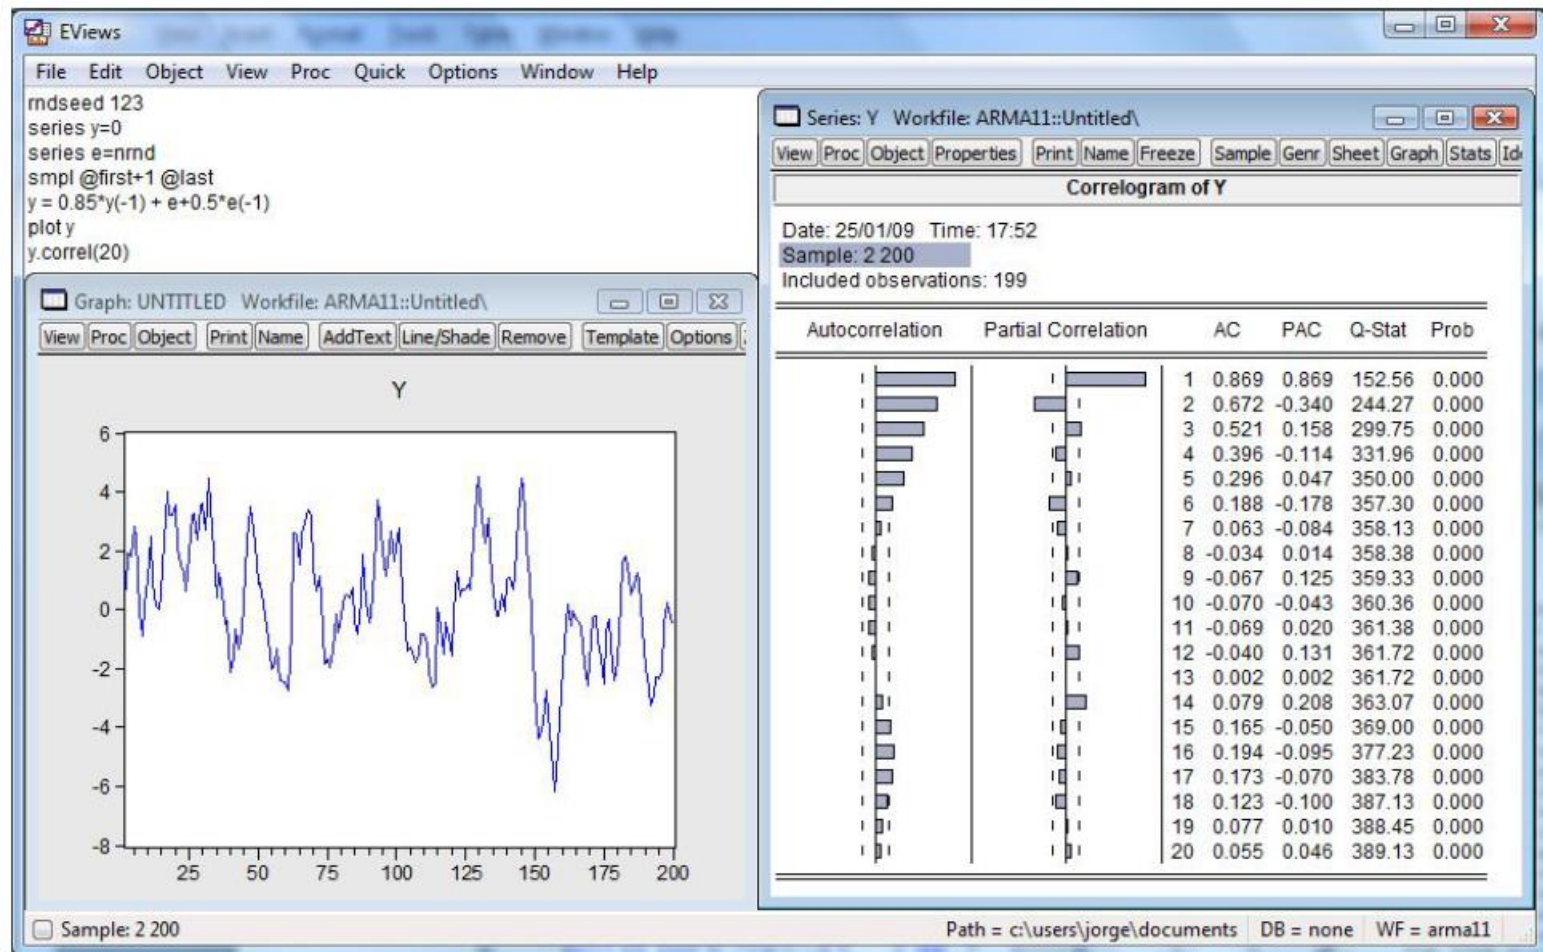 EViews
File Edit Object View Proc Quick Options Window Help
rndseed 123
series y=0
series e=nrnd
smpl @first+1 @last
y = 0.85*y(-1) + e+0.5*e(-1)
plot y
y.correl(20)
Graph: UNTITLED Workfile: ARMA11::Untitled\
View Proc Object Print Name AddText Line/Shade Remove Template Options
Y
6
4
2
0
-2
-4
-6
-8
25 50 75 100 125 150 175 200
Series: Y Workfile: ARMA11::Untitled\
View Proc Object Properties Print Name Freeze Sample Genr Sheet Graph Stats Id
Correlogram of Y
Date: 25/01/09 Time: 17:52
Sample: 2 200
Included observations: 199
Autocorrelation Partial Correlation AC PAC Q-Stat Prob
1 0.869 0.869 152.56 0.000
2 0.672 -0.340 244.27 0.000
3 0.521 0.158 299.75 0.000
4 0.396 -0.114 331.96 0.000
5 0.296 0.047 350.00 0.000
6 0.188 -0.178 357.30 0.000
7 0.063 -0.084 358.13 0.000
8 -0.034 0.014 358.38 0.000
9 -0.067 0.125 359.33 0.000
10 -0.070 -0.043 360.36 0.000
11 -0.069 0.020 361.38 0.000
12 -0.040 0.131 361.72 0.000
13 0.002 0.002 361.72 0.000
14 0.079 0.208 363.07 0.000
15 0.165 -0.050 369.00 0.000
16 0.194 -0.095 377.23 0.000
17 0.173 -0.070 383.78 0.000
18 0.123 -0.100 387.13 0.000
19 0.077 0.010 388.45 0.000
20 0.055 0.046 389.13 0.000
Sample: 2 200
Path = c:\users\jorge\documents DB = none WF = arma11